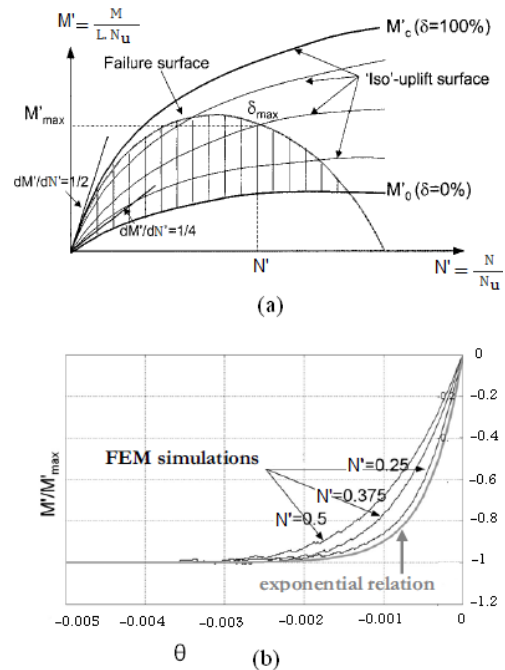 M' = M / L.Nu
M'c (δ=100%)
Failure surface
'Iso'-uplift surface
M'max
δmax
dM'/dN'=1/2
M'0 (δ=0%)
dM'/dN'=1/4
N'
N' = N / Nu
(a)
0
-0.2
FEM simulations
N'=0.25
-0.4
N'=0.375
-0.6
N'=0.5
-0.8
M'/M'max
-1
exponential relation
-1.2
-0.005
-0.004
-0.003
-0.002
-0.001
0
θ
(b)